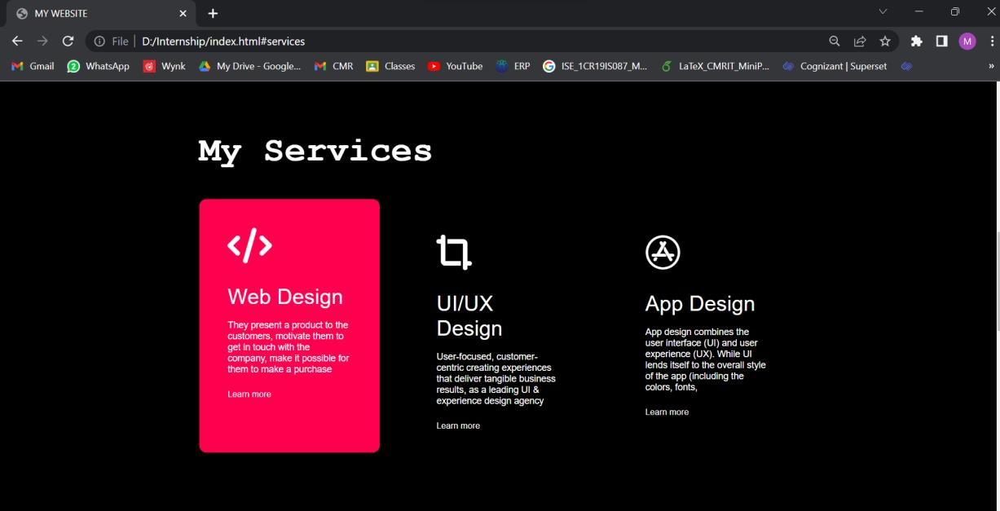 MY WEBSITE
File D:/Internship/index.html#services
M
Gmail WhatsApp Wynk My Drive - Google... CMR Classes YouTube ERP ISE_1CR19IS087_M... LaTeX_CMRIT_MiniP... Cognizant | Superset »
My Services
Web Design
They present a product to the
customers, motivate them to
get in touch with the
company, make it possible for
them to make a purchase
Learn more
UI/UX
Design
User-focused, customer-
centric creating experiences
that deliver tangible business
results, as a leading UI &
experience design agency
Learn more
App Design
App design combines the
user interface (UI) and user
experience (UX). While UI
lends itself to the overall style
of the app (including the
colors, fonts,
Learn more